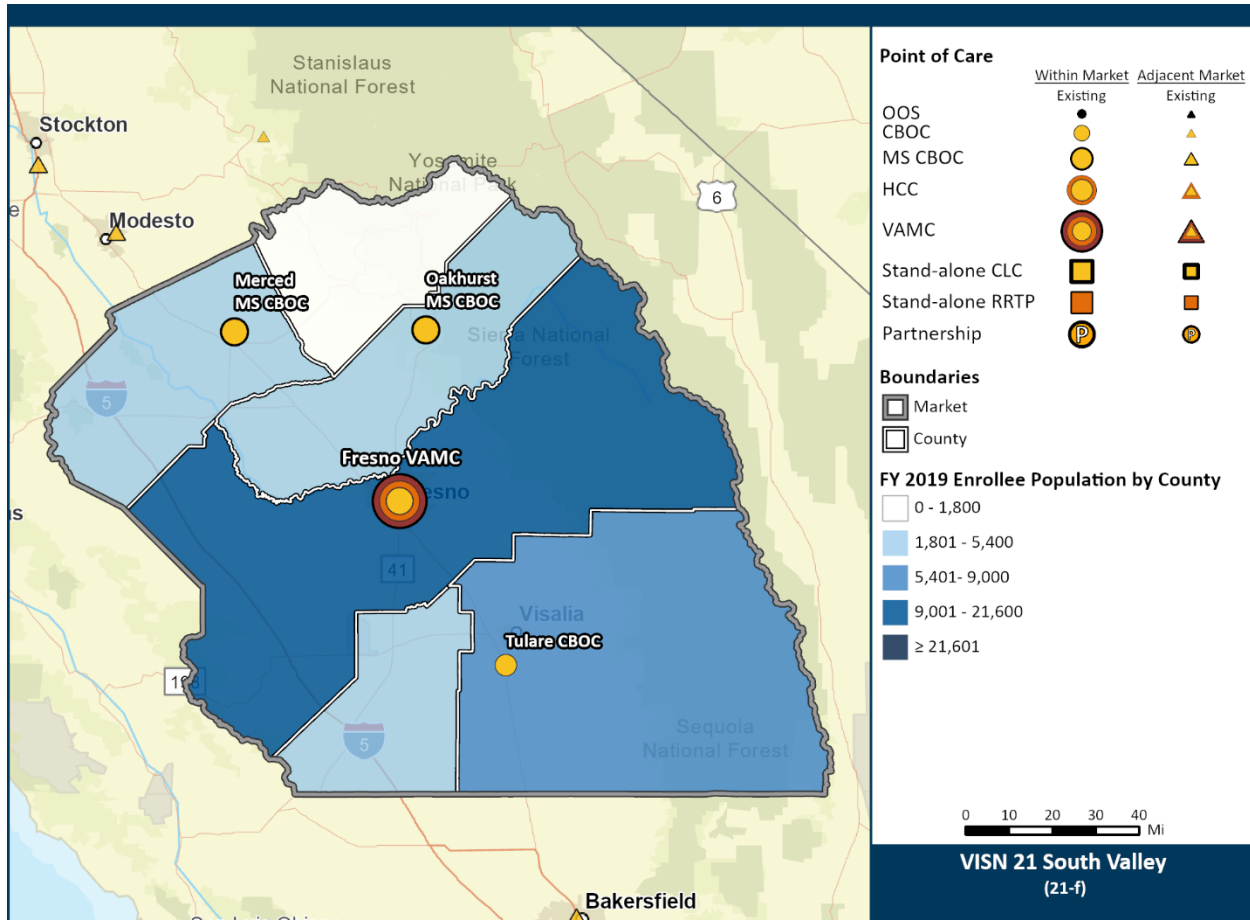 Stanislaus
National Forest
Stockton
Yosemite
National Park
6
Modesto
Merced
MS CBOC
Oakhurst
MS CBOC
Sierra National
Forest
5
Fresno VAMC
esno
as
41
Visalia
Tulare CBOC
5
Sequoia
National Forest
Bakersfield
Point of Care
Within Market
Adjacent Market
Existing
Existing
OOS
CBOC
MS CBOC
HCC
VAMC
Stand-alone CLC
Stand-alone RRTP
Partnership
P
P
Boundaries
Market
County
FY 2019 Enrollee Population by County
0 - 1,800
1,801 - 5,400
5,401- 9,000
9,001 - 21,600
≥ 21,601
0 10 20 30 40
Mi
VISN 21 South Valley
(21-f)